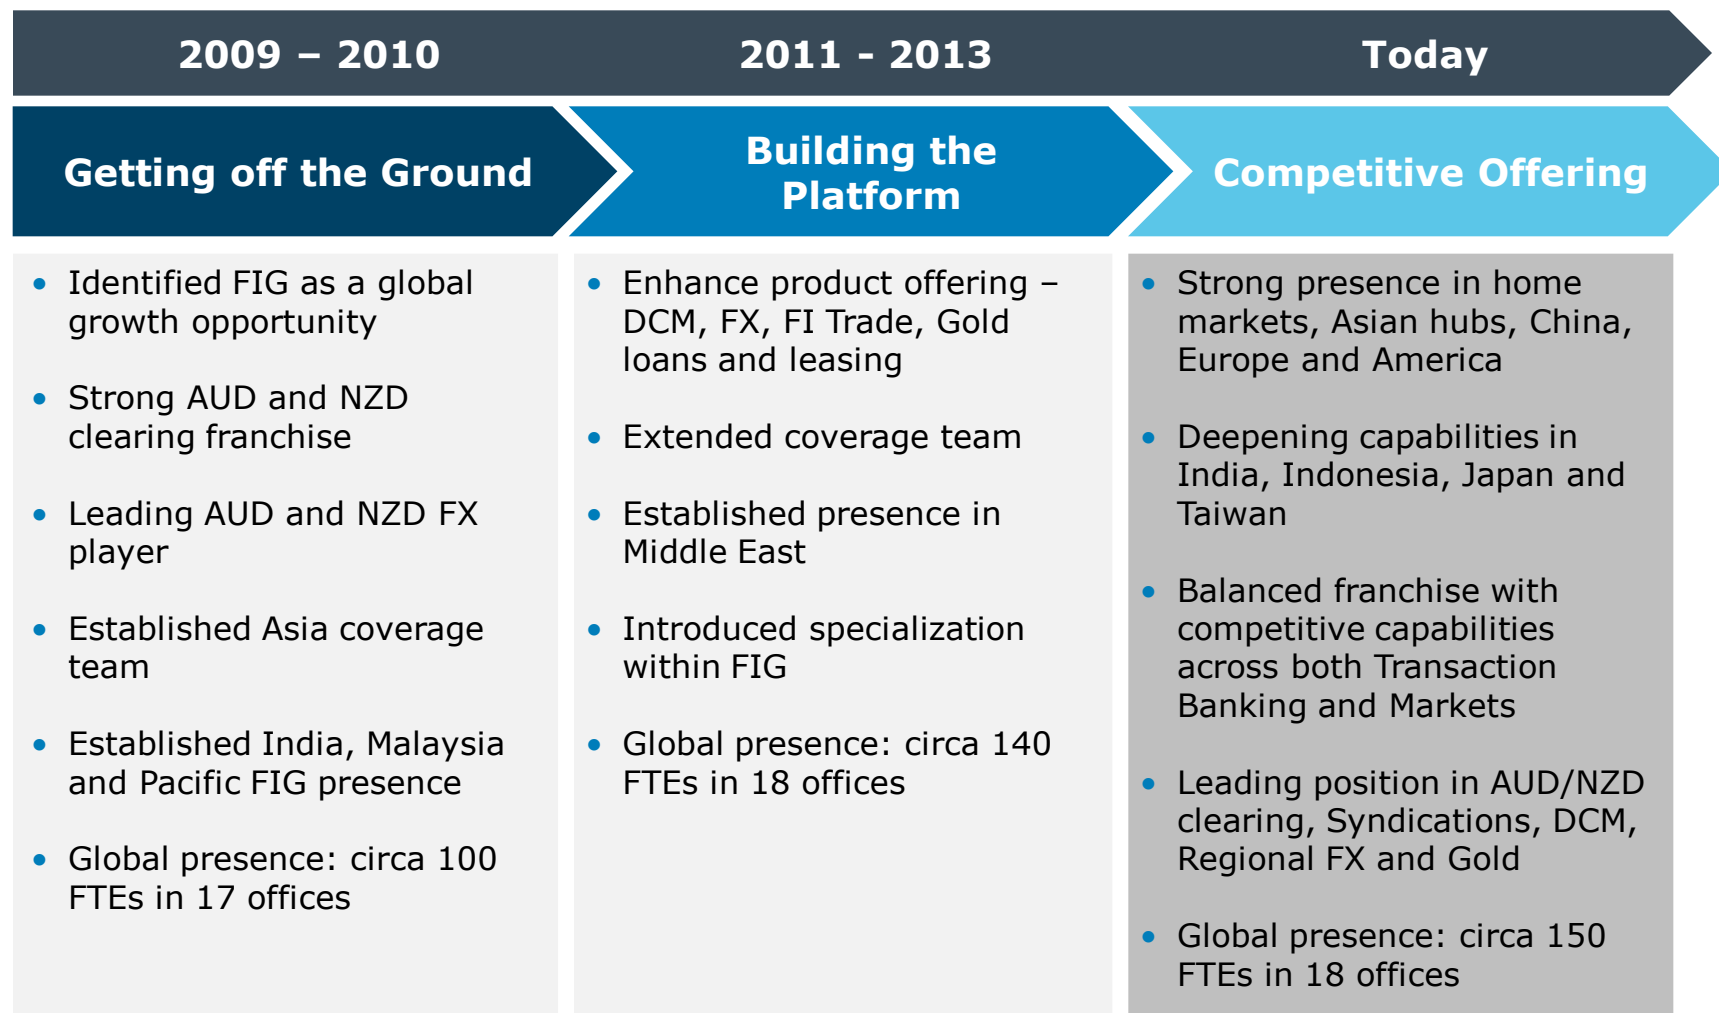 2009 – 2010
2011 - 2013
Today
Getting off the Ground
Building the
Platform
Competitive Offering
• Identified FIG as a global
growth opportunity
• Strong AUD and NZD
clearing franchise
• Leading AUD and NZD FX
player
• Established Asia coverage
team
• Established India, Malaysia
and Pacific FIG presence
• Global presence: circa 100
FTEs in 17 offices
• Enhance product offering –
DCM, FX, FI Trade, Gold
loans and leasing
• Extended coverage team
• Established presence in
Middle East
• Introduced specialization
within FIG
• Global presence: circa 140
FTEs in 18 offices
• Strong presence in home
markets, Asian hubs, China,
Europe and America
• Deepening capabilities in
India, Indonesia, Japan and
Taiwan
• Balanced franchise with
competitive capabilities
across both Transaction
Banking and Markets
• Leading position in AUD/NZD
clearing, Syndications, DCM,
Regional FX and Gold
• Global presence: circa 150
FTEs in 18 offices